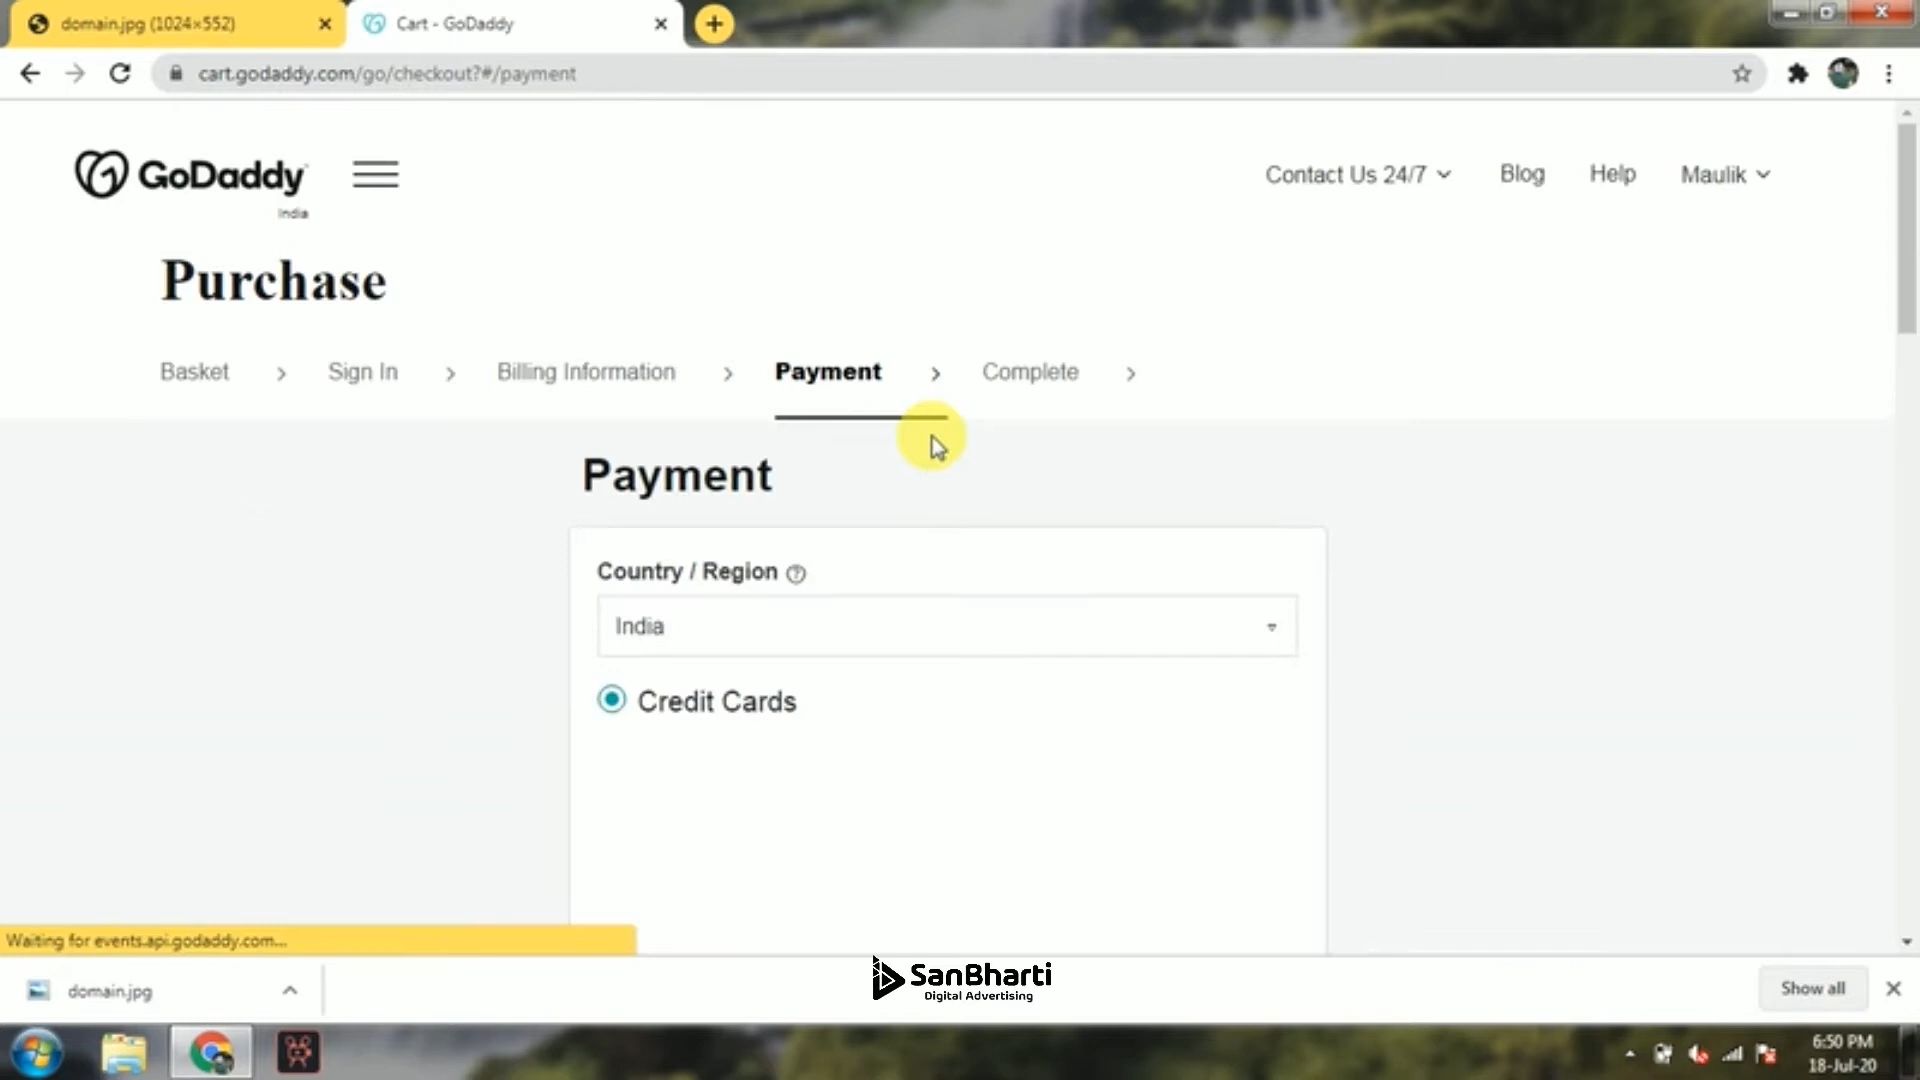 domain.jpg (1024×552)
Cart - GoDaddy
cart.godaddy.com/go/checkout?#/payment
GoDaddy
India
Contact Us 24/7
Blog
Help
Maulik
Purchase
Basket
Sign In
Billing Information
Payment
Complete
Payment
Country / Region
India
Credit Cards
Waiting for events.api.godaddy.com...
domain.jpg
SanBharti
Digital Advertising
Show all
6:50 PM
18-Jul-20